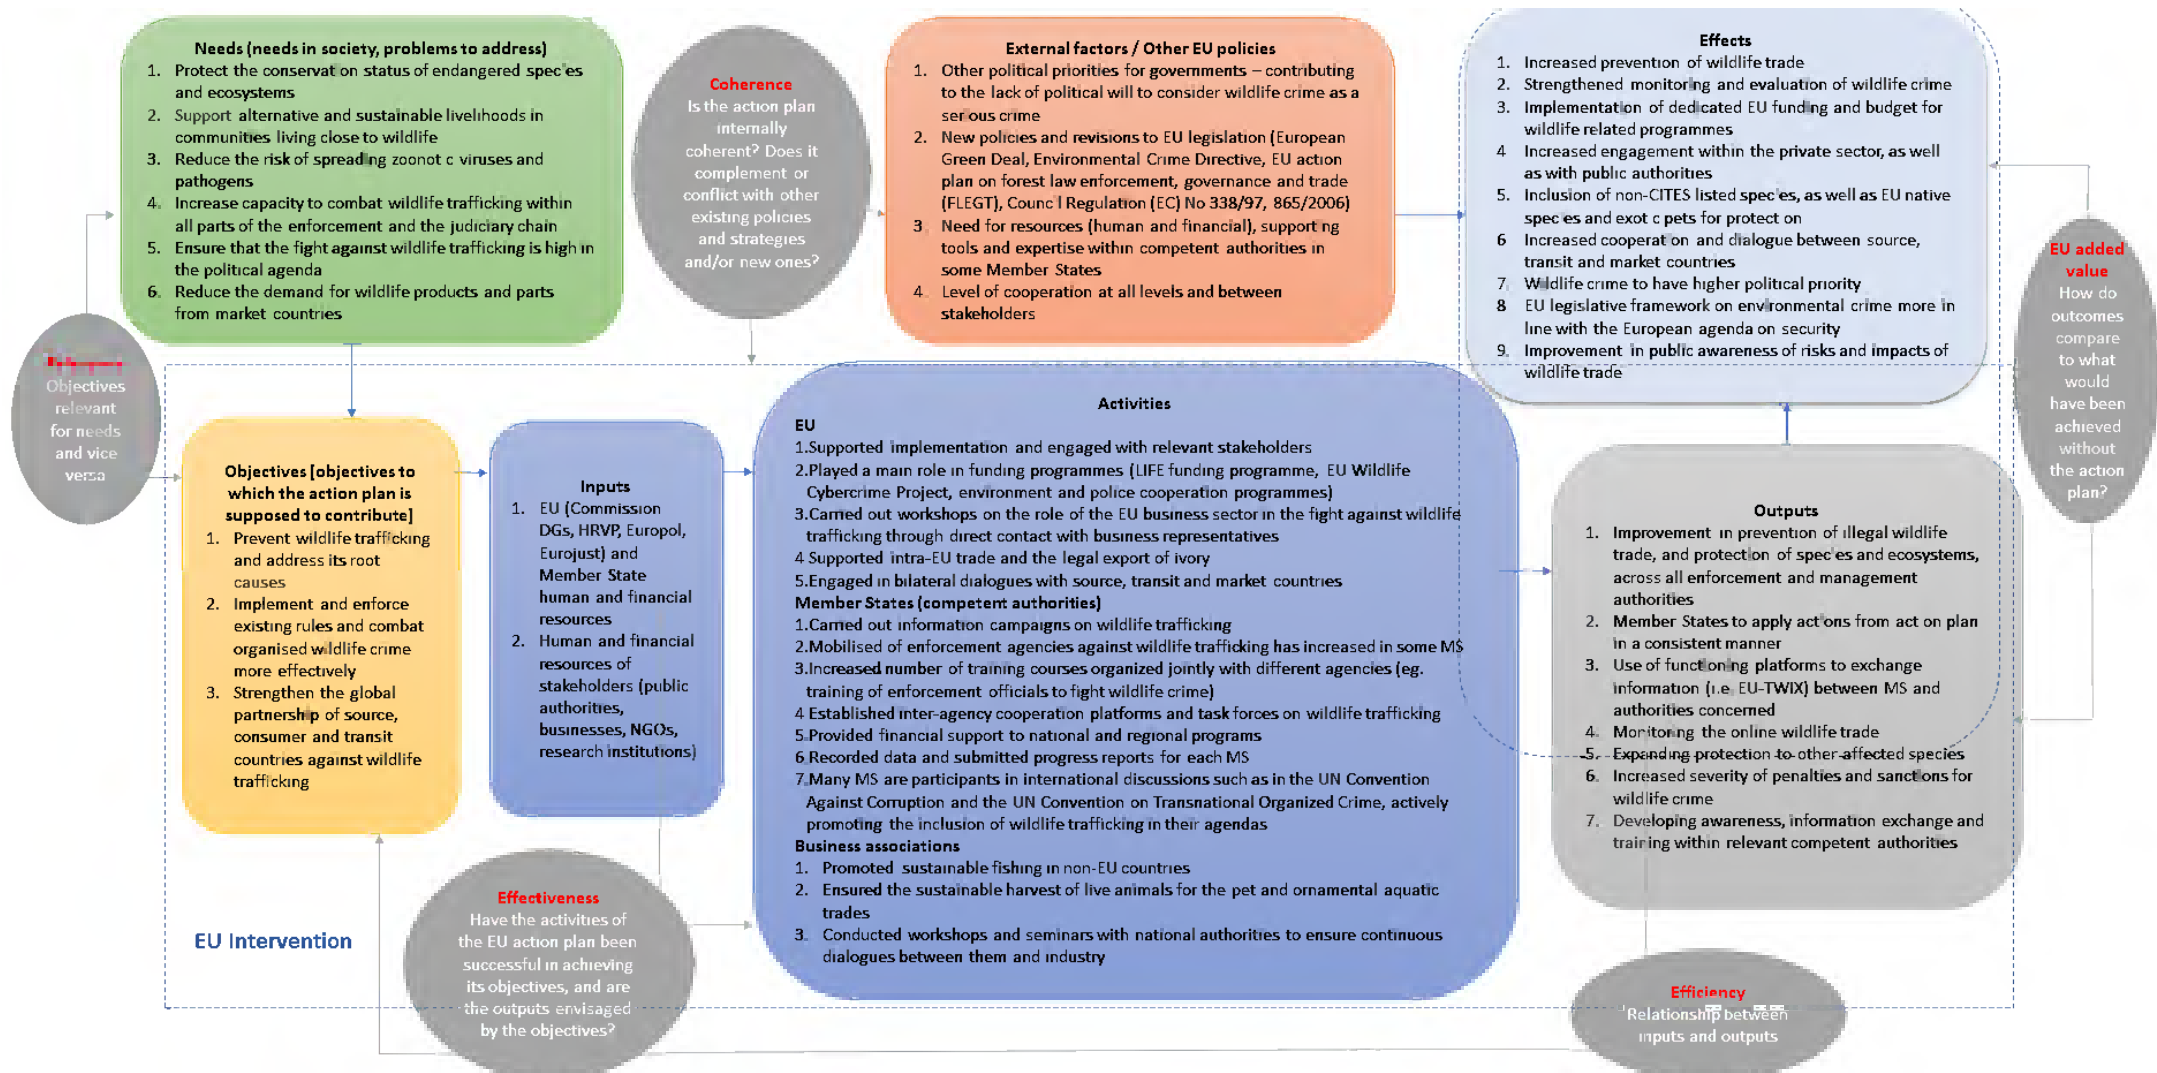 Needs (needs in society, problems to address)
1. Protect the conservation status of endangered species
and ecosystems
2. Support alternative and sustainable livelihoods in
communities living close to wildlife
3. Reduce the risk of spreading zoonotic viruses and
pathogens
4. Increase capacity to combat wildlife trafficking within
all parts of the enforcement and the judiciary chain
5. Ensure that the fight against wildlife trafficking is high in
the political agenda
6. Reduce the demand for wildlife products and parts
from market countries
Coherence
Is the action plan
internally
coherent? Does it
complement or
conflict with other
existing policies
and strategies
and/or new ones?
External factors / Other EU policies
1. Other political priorities for governments – contributing
to the lack of political will to consider wildlife crime as a
serious crime
2. New policies and revisions to EU legislation (European
Green Deal, Environmental Crime Directive, EU action
plan on forest law enforcement, governance and trade
(FLEGT), Council Regulation (EC) No 338/97, 865/2006)
3. Need for resources (human and financial), supporting
tools and expertise within competent authorities in
some Member States
4. Level of cooperation at all levels and between
stakeholders
Effects
1. Increased prevention of wildlife trade
2. Strengthened monitoring and evaluation of wildlife crime
3. Implementation of dedicated EU funding and budget for
wildlife related programmes
4 Increased engagement within the private sector, as well
as with public authorities
5. Inclusion of non-CITES listed species, as well as EU native
species and exotic pets for protection
6 Increased cooperation and dialogue between source,
transit and market countries
7. Wildlife crime to have higher political priority
8 EU legislative framework on environmental crime more in
line with the European agenda on security
9. Improvement in public awareness of risks and impacts of
wildlife trade
EU added
value
How do
outcomes
compare
to what
would
have been
achieved
without
the action
plan?
Objectives
relevant
for needs
and vice
versa
Objectives [objectives to
which the action plan is
supposed to contribute]
1. Prevent wildlife trafficking
and address its root
causes
2. Implement and enforce
existing rules and combat
organised wildlife crime
more effectively
3. Strengthen the global
partnership of source,
consumer and transit
countries against wildlife
trafficking
Inputs
1. EU (Commission
DGs, HRVP, Europol,
Eurojust) and
Member State
human and financial
resources
2. Human and financial
resources of
stakeholders (public
authorities,
businesses, NGOs,
research institutions)
Activities
EU
1.Supported implementation and engaged with relevant stakeholders
2.Played a main role in funding programmes (LIFE funding programme, EU Wildlife
Cybercrime Project, environment and police cooperation programmes)
3.Carried out workshops on the role of the EU business sector in the fight against wildlife
trafficking through direct contact with business representatives
4 Supported intra-EU trade and the legal export of ivory
5.Engaged in bilateral dialogues with source, transit and market countries
Member States (competent authorities)
1.Carried out information campaigns on wildlife trafficking
2.Mobilised of enforcement agencies against wildlife trafficking has increased in some MS
3.Increased number of training courses organized jointly with different agencies (eg.
training of enforcement officials to fight wildlife crime)
4 Established inter-agency cooperation platforms and task forces on wildlife trafficking
5.Provided financial support to national and regional programs
6.Recorded data and submitted progress reports for each MS
7.Many MS are participants in international discussions such as in the UN Convention
Against Corruption and the UN Convention on Transnational Organized Crime, actively
promoting the inclusion of wildlife trafficking in their agendas
Business associations
1. Promoted sustainable fishing in non-EU countries
2. Ensured the sustainable harvest of live animals for the pet and ornamental aquatic
trades
3. Conducted workshops and seminars with national authorities to ensure continuous
dialogues between them and industry
Outputs
1. Improvement in prevention of illegal wildlife
trade, and protection of species and ecosystems,
across all enforcement and management
authorities
2. Member States to apply actions from action plan
in a consistent manner
3. Use of functioning platforms to exchange
information (i.e. EU-TWIX) between MS and
authorities concerned
4. Monitoring the online wildlife trade
5. Expanding protection to other affected species
6. Increased severity of penalties and sanctions for
wildlife crime
7. Developing awareness, information exchange and
training within relevant competent authorities
EU Intervention
Effectiveness
Have the activities of
the EU action plan been
successful in achieving
its objectives, and are
the outputs envisaged
by the objectives?
Efficiency
Relationship between
inputs and outputs